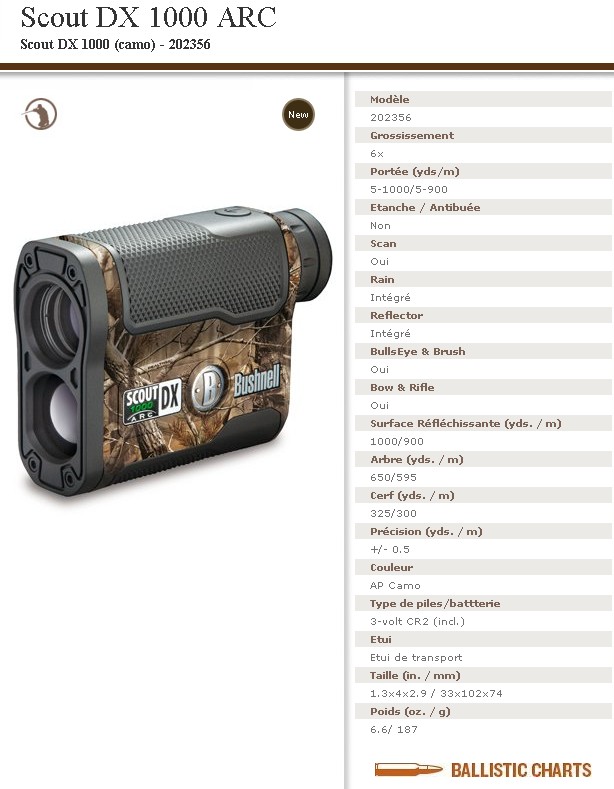 Scout DX 1000 ARC
Scout DX 1000 (camo) - 202356
New
SCOUT
1000
ARC
DX
B
Bushnell
Modèle
202356
Grossissement
6x
Portée (yds/m)
5-1000/5-900
Etanche / Antibuée
Non
Scan
Oui
Rain
Intégré
Reflector
Intégré
BullsEye & Brush
Oui
Bow & Rifle
Oui
Surface Réfléchissante (yds. / m)
1000/900
Arbre (yds. / m)
650/595
Cerf (yds. / m)
325/300
Précision (yds. / m)
+/- 0.5
Couleur
AP Camo
Type de piles/battterie
3-volt CR2 (incl.)
Etui
Etui de transport
Taille (in. / mm)
1.3x4x2.9 / 33x102x74
Poids (oz. / g)
6.6/ 187
BALLISTIC CHARTS